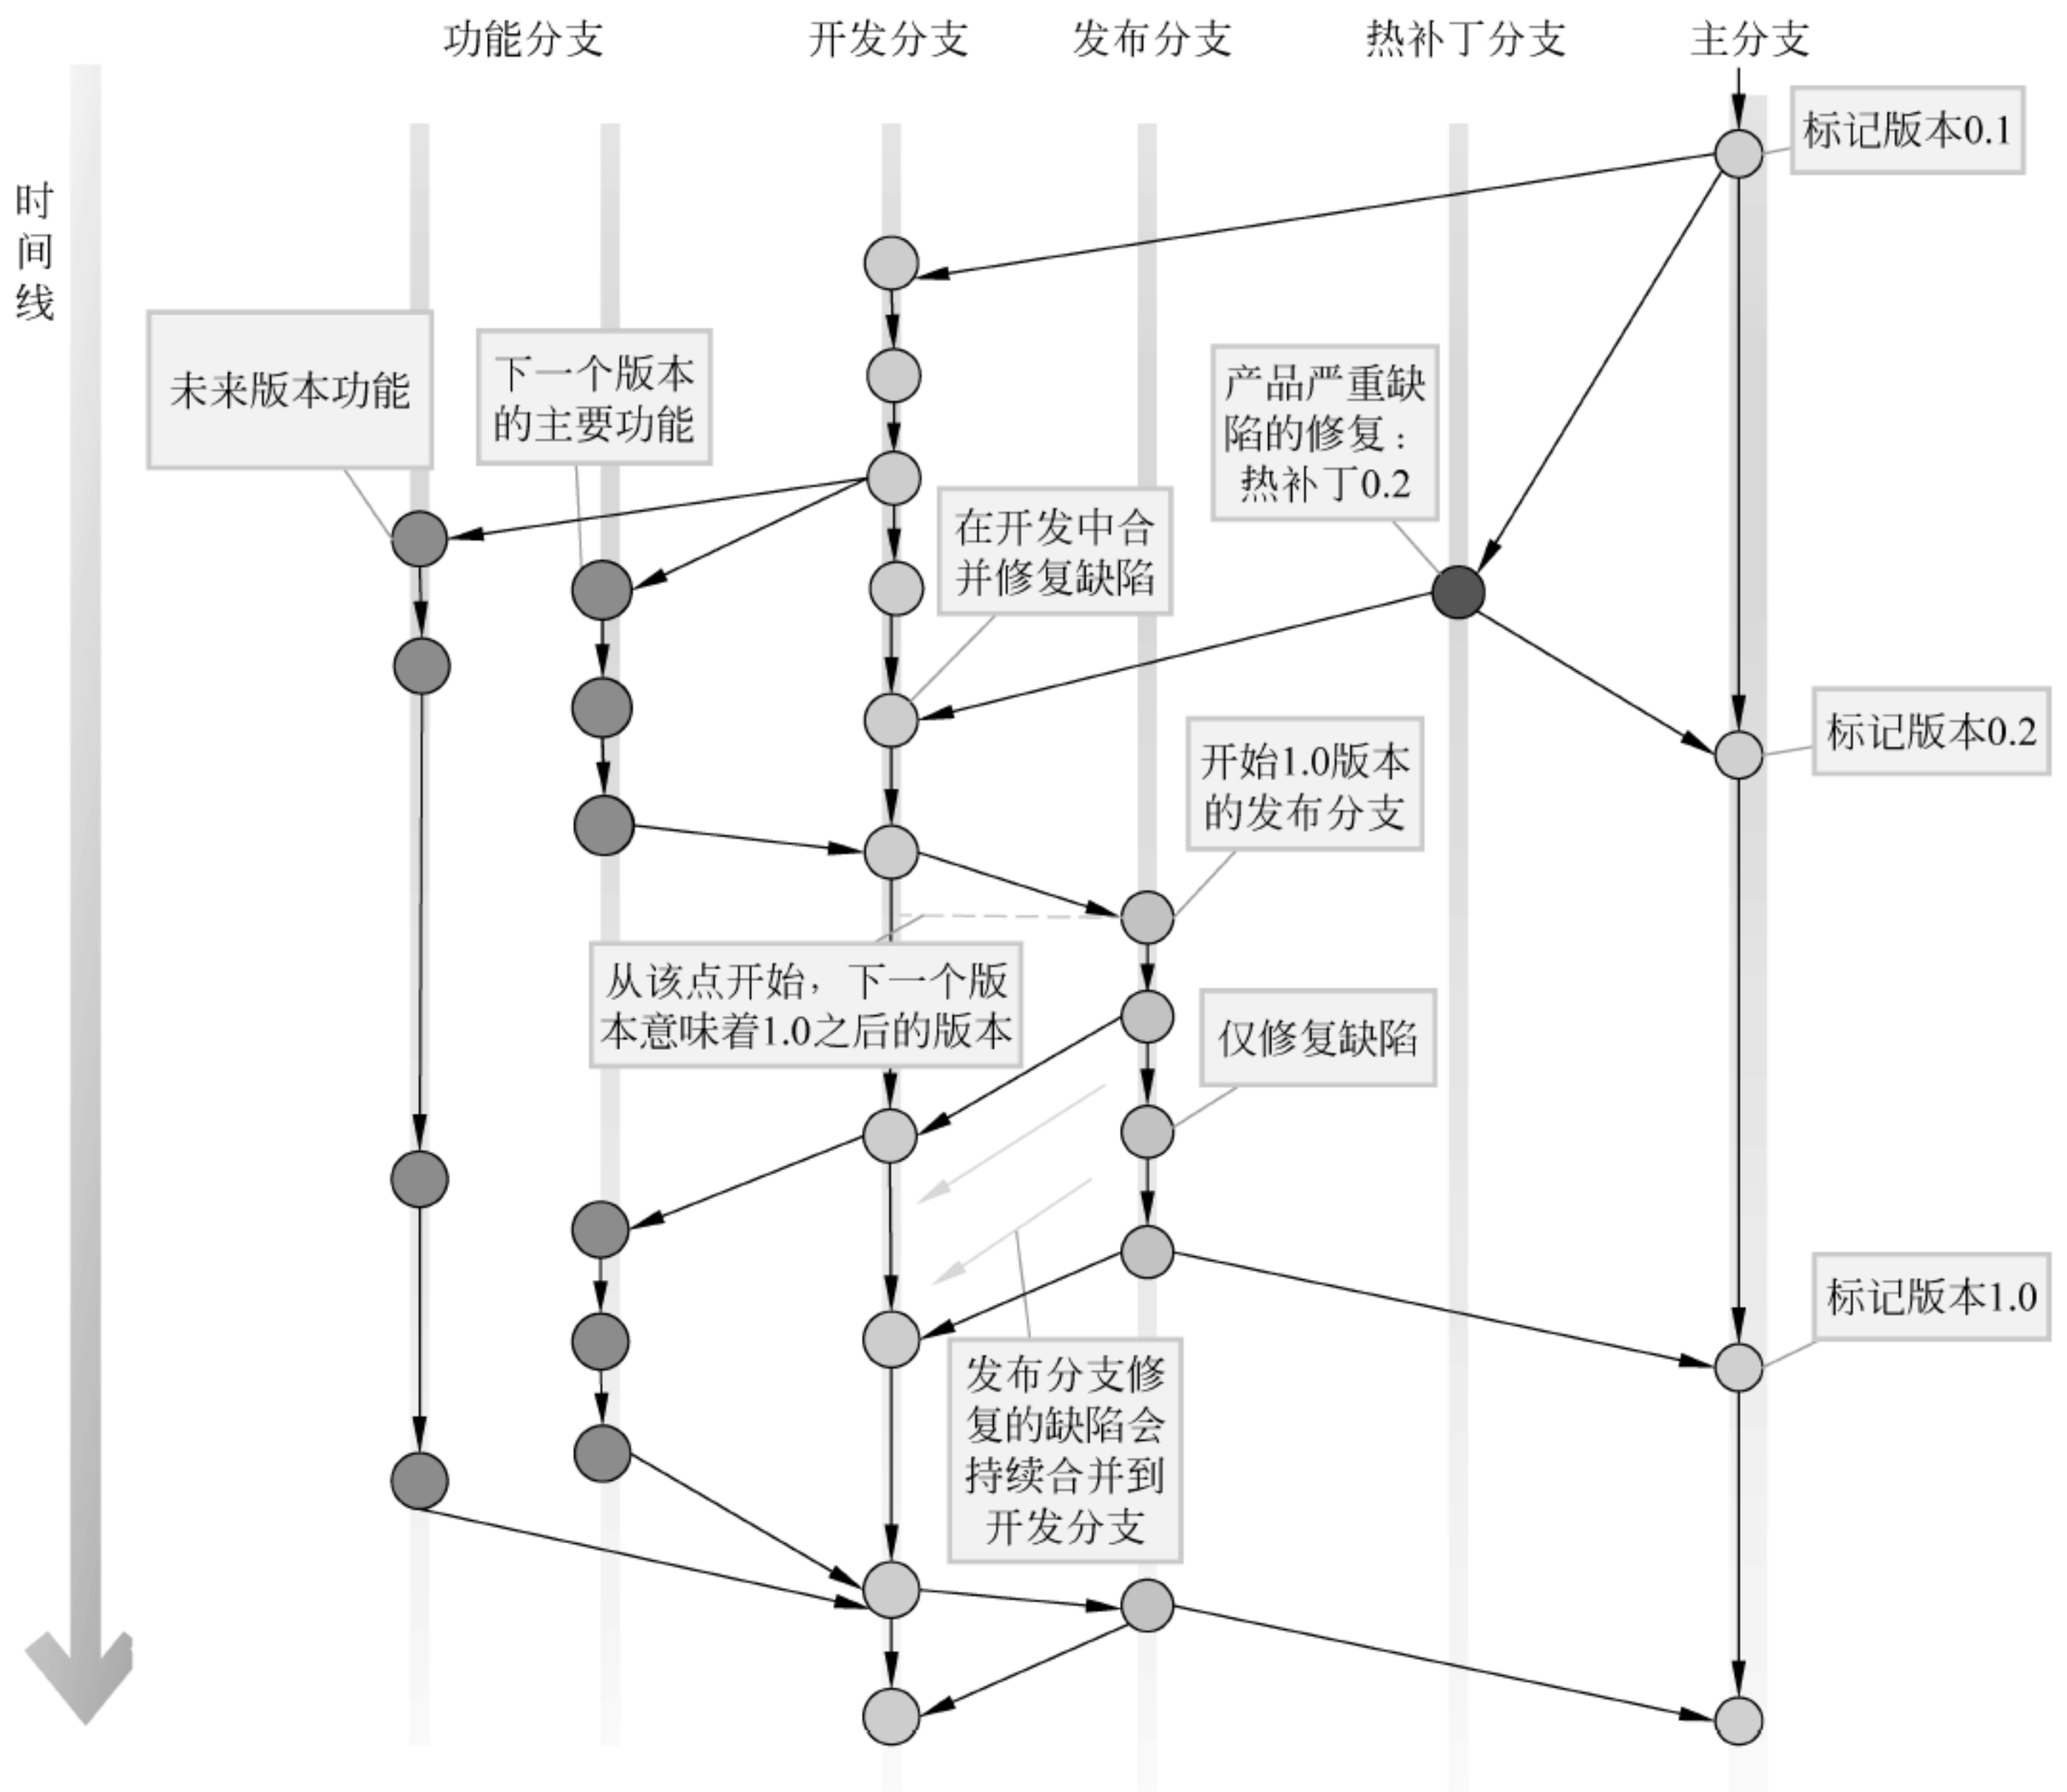 功能分支
开发分支
发布分支
热补丁分支
主分支
时
间
线
标记版本0.1
未来版本功能
下一个版本
的主要功能
产品严重缺
陷的修复：
热补丁0.2
在开发中合
并修复缺陷
标记版本0.2
开始1.0版本
的发布分支
从该点开始，下一个版
本意味着1.0之后的版本
仅修复缺陷
标记版本1.0
发布分支修
复的缺陷会
持续合并到
开发分支